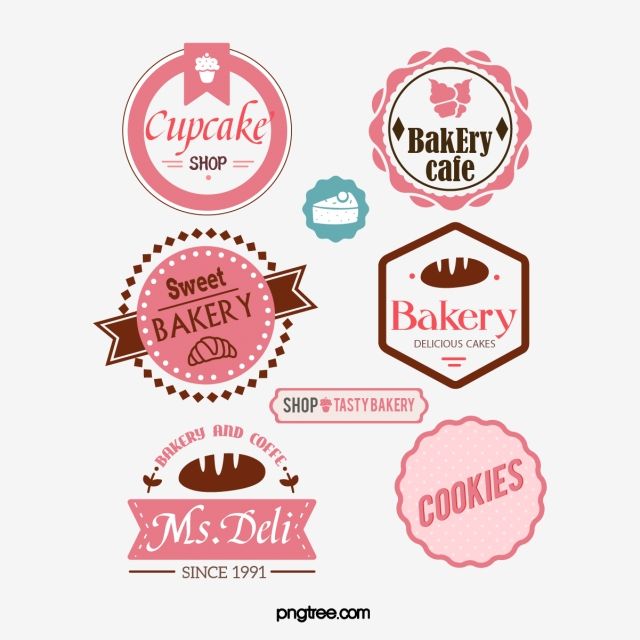 Cupcake
SHOP
BakEry
cafe
Sweet
BAKERY
Bakery
DELICIOUS CAKES
SHOP TASTY BAKERY
BAKERY AND COFFE
Ms.Deli
SINCE 1991
COOKIES
pngtree.com